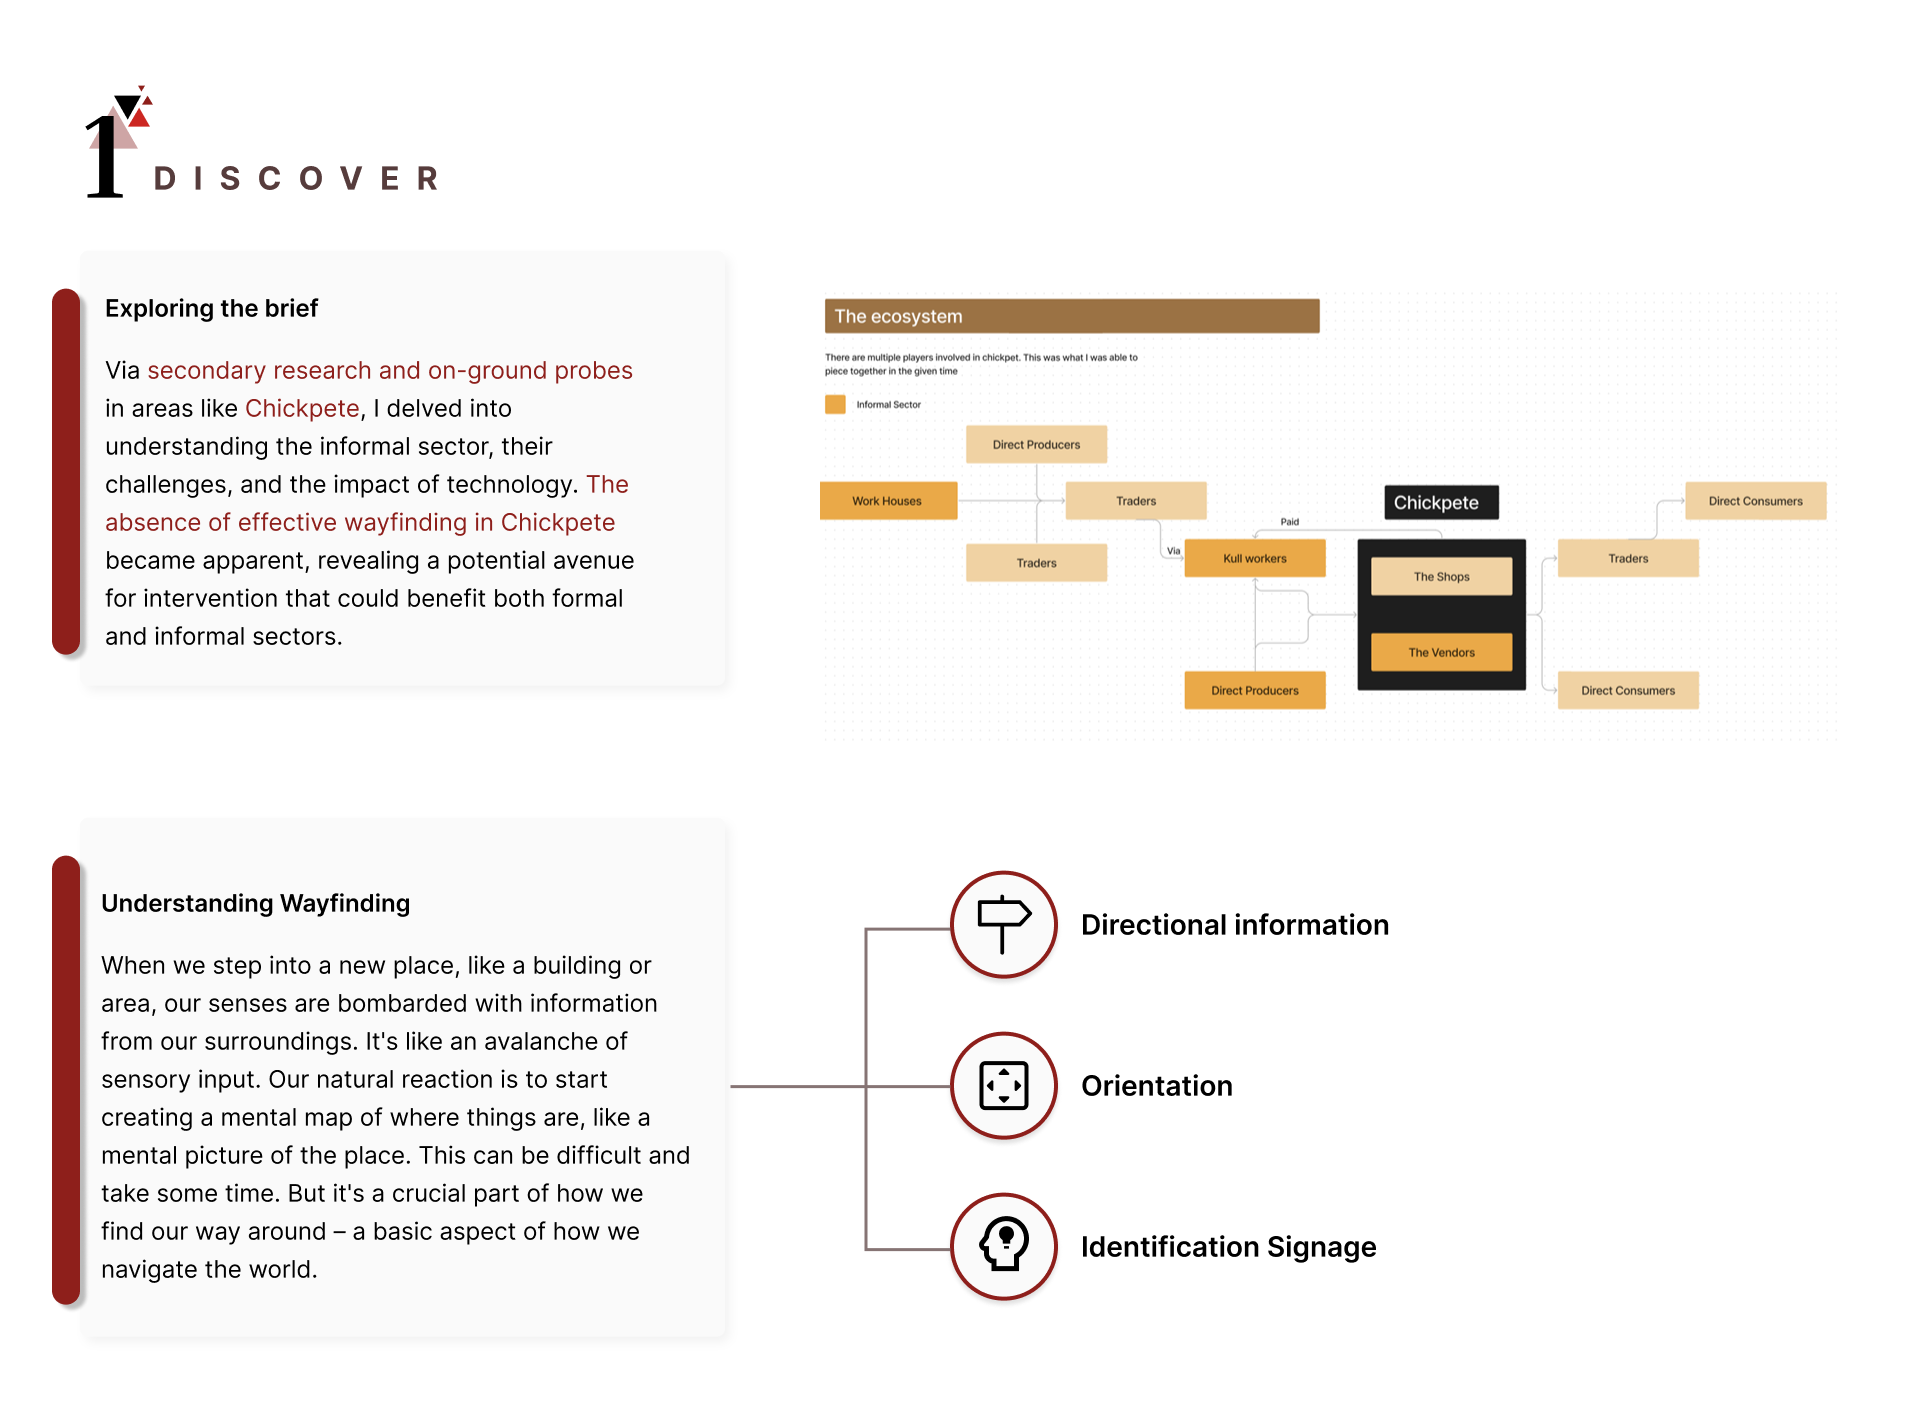 1 DISCOVER
Exploring the brief
Via secondary research and on-ground probes
in areas like Chickpete, I delved into
understanding the informal sector, their
challenges, and the impact of technology. The
absence of effective wayfinding in Chickpete
became apparent, revealing a potential avenue
for intervention that could benefit both formal
and informal sectors.
The ecosystem
There are multiple players involved in chickpet. This was what I was able to
piece together in the given time
Informal Sector
Direct Producers
Work Houses
Traders
Traders
Via
Paid
Kull workers
Direct Producers
Chickpete
The Shops
The Vendors
Direct Consumers
Traders
Direct Consumers
Understanding Wayfinding
When we step into a new place, like a building or
area, our senses are bombarded with information
from our surroundings. It's like an avalanche of
sensory input. Our natural reaction is to start
creating a mental map of where things are, like a
mental picture of the place. This can be difficult and
take some time. But it's a crucial part of how we
find our way around – a basic aspect of how we
navigate the world.
Directional information
Orientation
Identification Signage